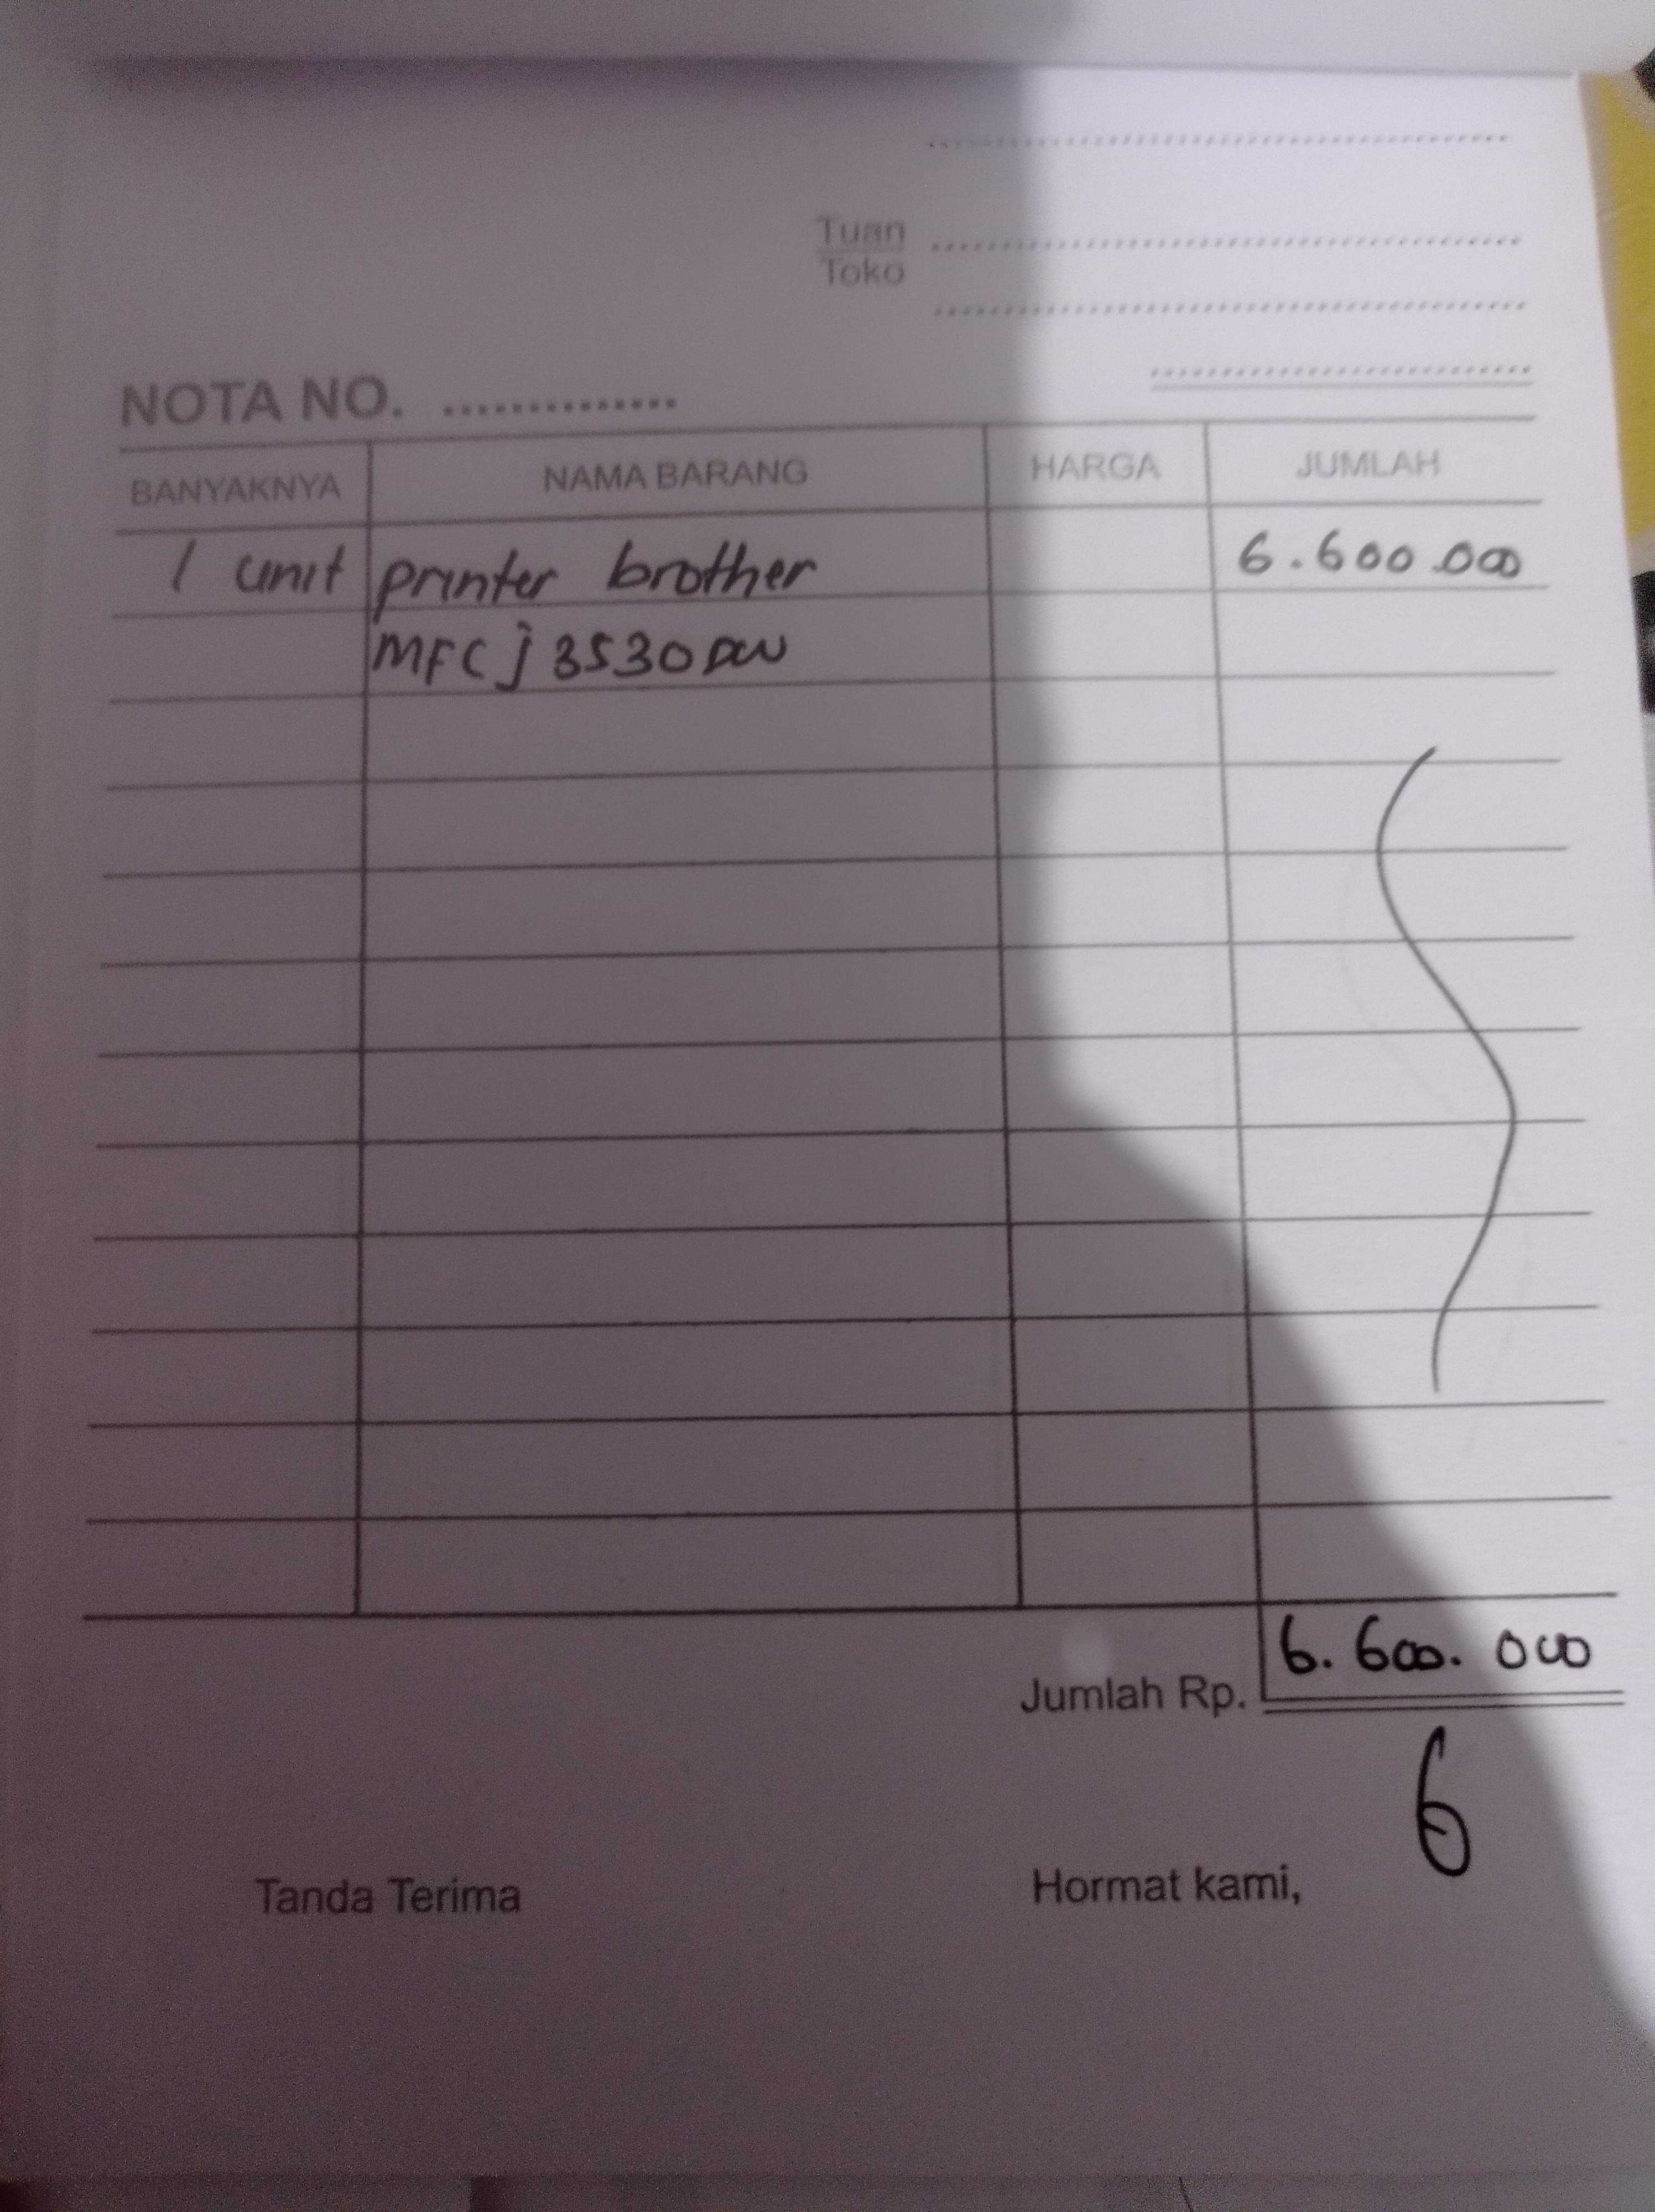 Tuan
Toko
NOTA NO. ..............
BANYAKNYA NAMA BARANG HARGA JUMLAH
1 unit printer brother 6.600.000
MFC j 3530 DW
Jumlah Rp. 6.600.000
Tanda Terima Hormat kami,